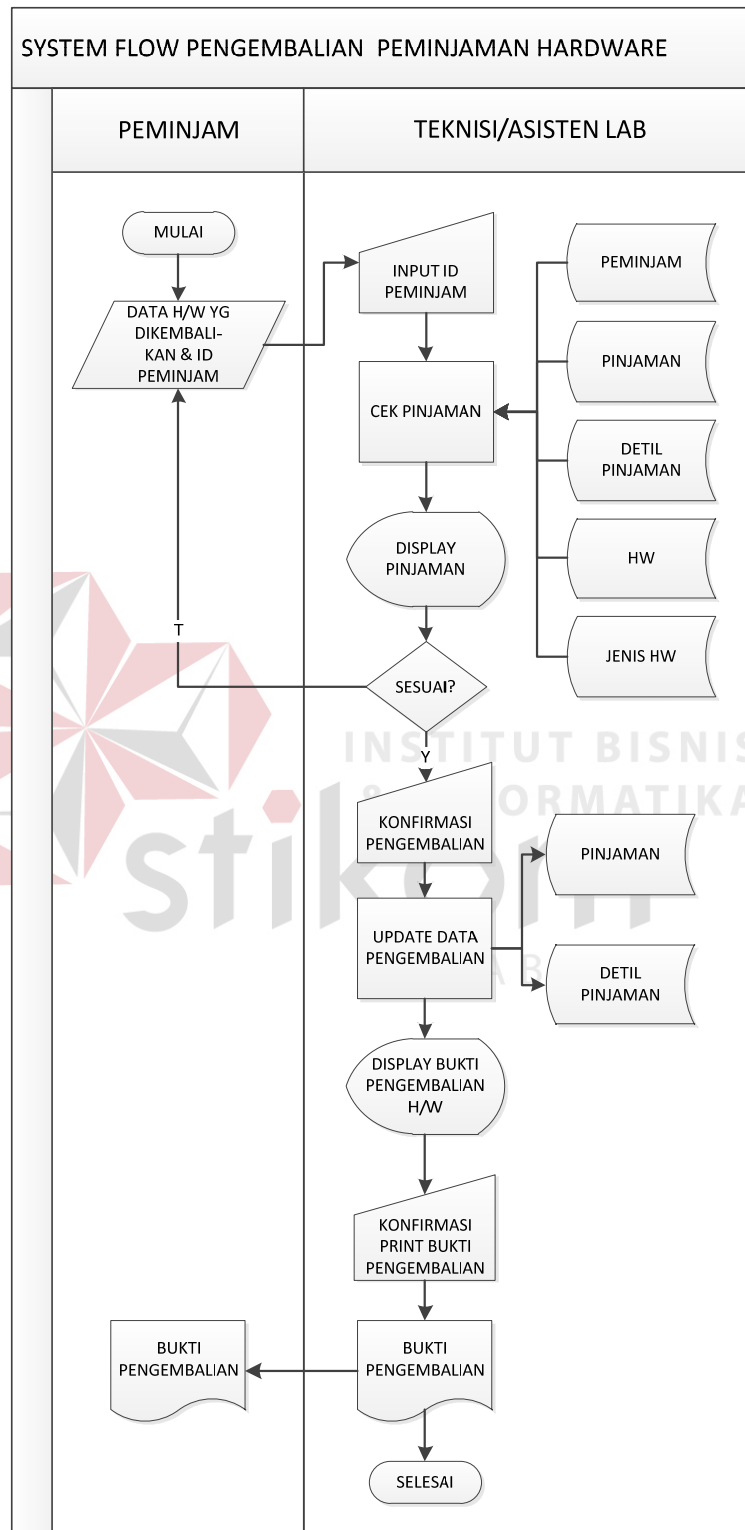 SYSTEM FLOW PENGEMBALIAN PEMINJAMAN HARDWARE
PEMINJAM
TEKNISI/ASISTEN LAB
MULAI
DATA H/W YG
DIKEMBALI-
KAN & ID
PEMINJAM
INPUT ID
PEMINJAM
PEMINJAM
CEK PINJAMAN
PINJAMAN
DETIL
PINJAMAN
DISPLAY
PINJAMAN
HW
T
SESUAI?
JENIS HW
Y
INSTITUT BISNIS
& INFORMATIKA
stikom
KONFIRMASI
PENGEMBALIAN
PINJAMAN
UPDATE DATA
PENGEMBALIAN
DETIL
PINJAMAN
DISPLAY BUKTI
PENGEMBALIAN
H/W
KONFIRMASI
PRINT BUKTI
PENGEMBALIAN
BUKTI
PENGEMBALIAN
BUKTI
PENGEMBALIAN
SELESAI